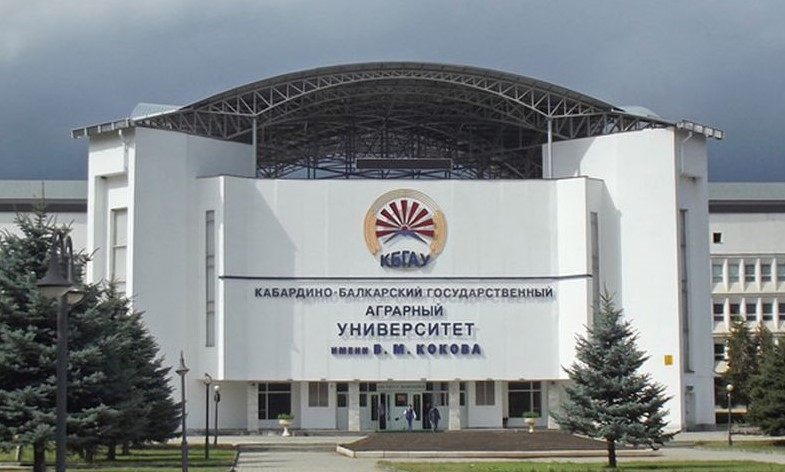 КБГАУ
КАБАРДИНО-БАЛКАРСКИЙ ГОСУДАРСТВЕННЫЙ
АГРАРНЫЙ
УНИВЕРСИТЕТ
ИМЕНИ В. М. КОКОВА